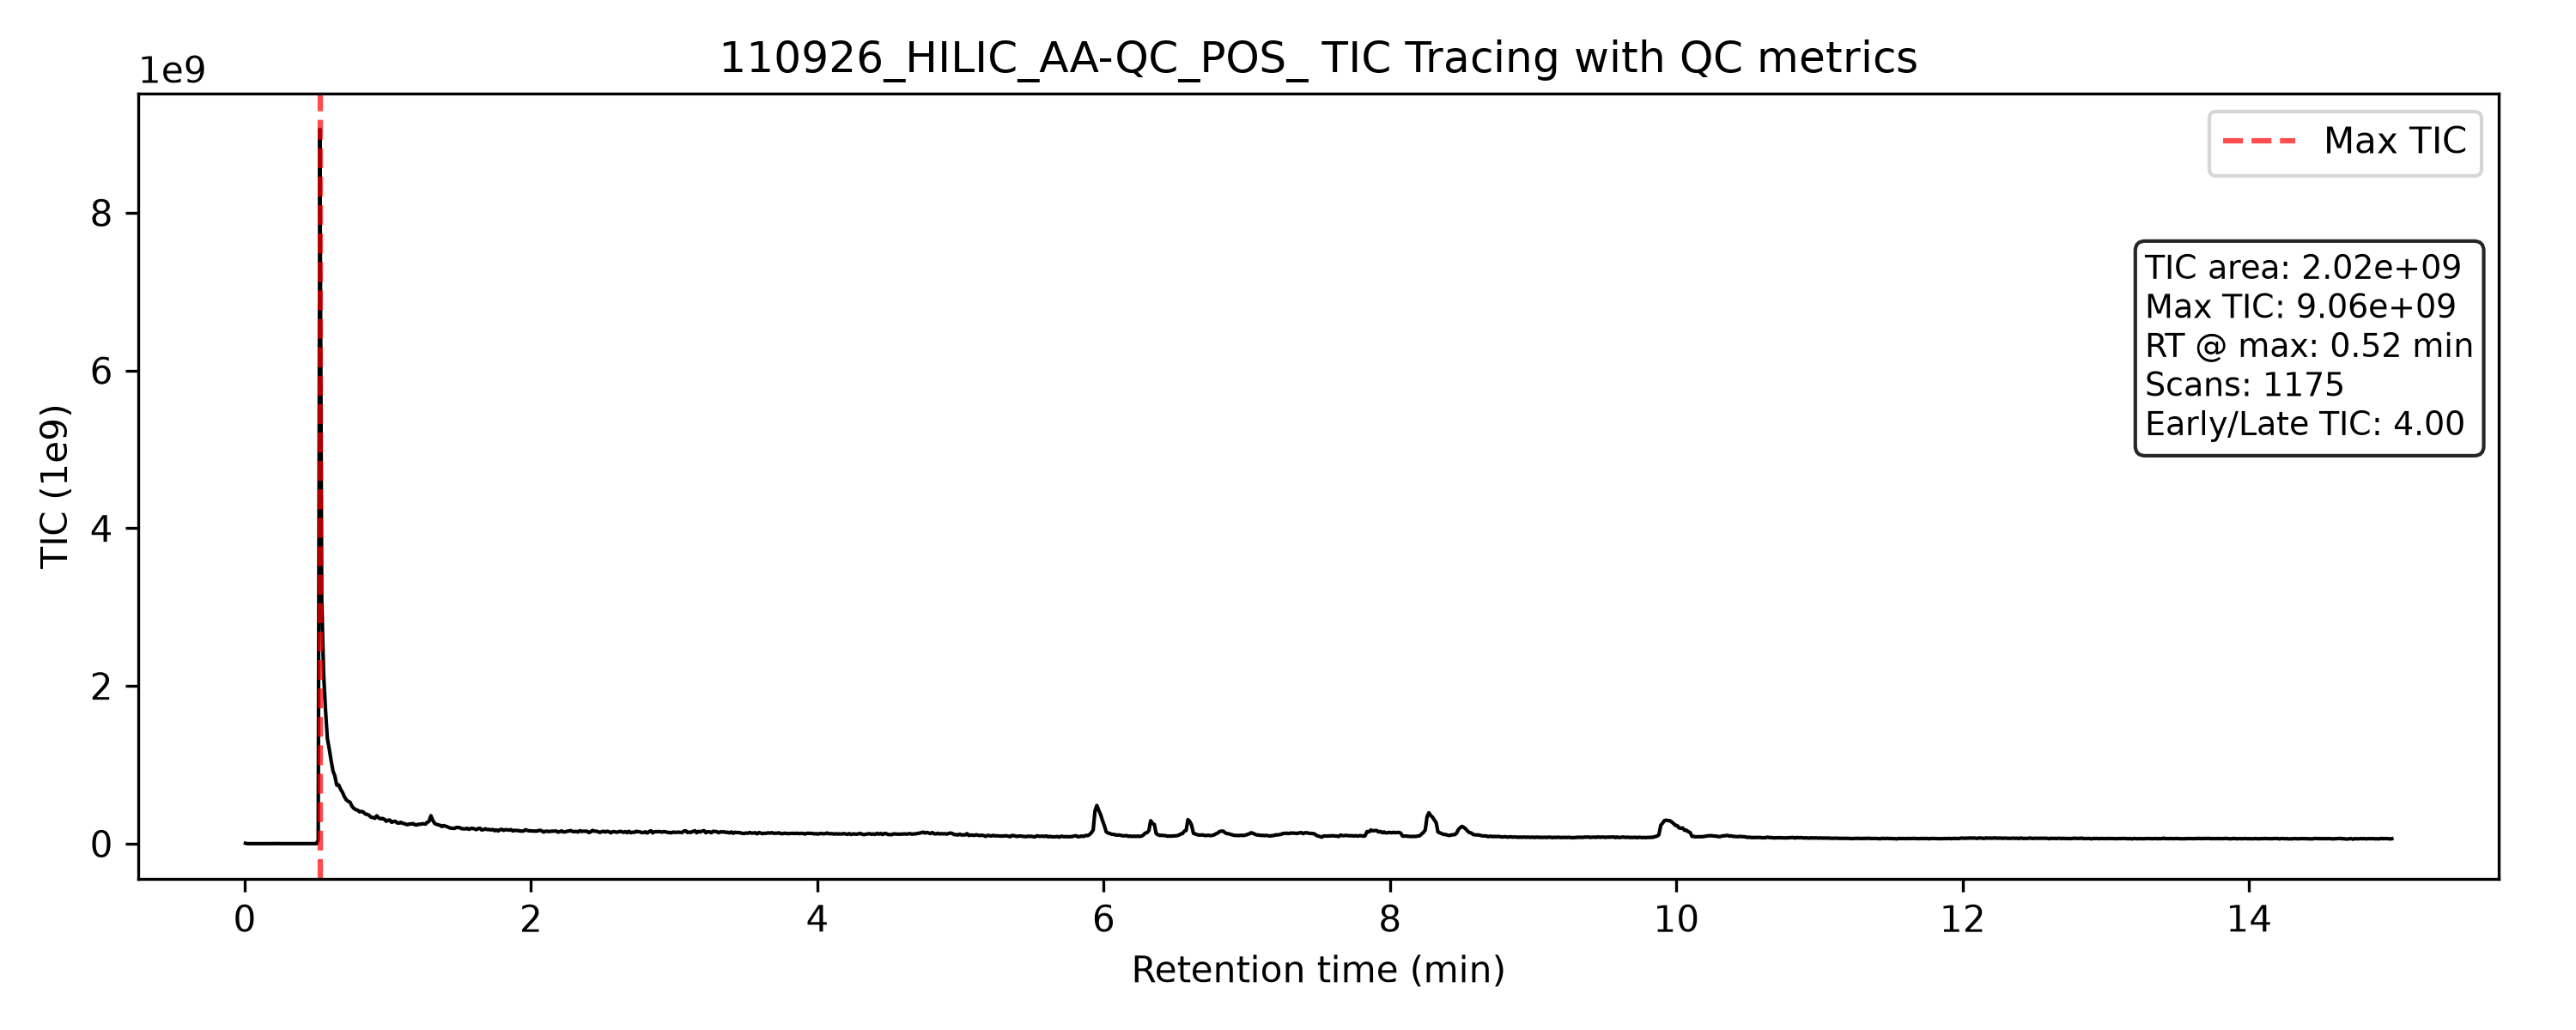 110926_HILIC_AA-QC_POS_ TIC Tracing with QC metrics
1e9
Max TIC
TIC area: 2.02e+09
Max TIC: 9.06e+09
RT @ max: 0.52 min
Scans: 1175
Early/Late TIC: 4.00
TIC (1e9)
8
6
4
2
0
0 2 4 6 8 10 12 14
Retention time (min)